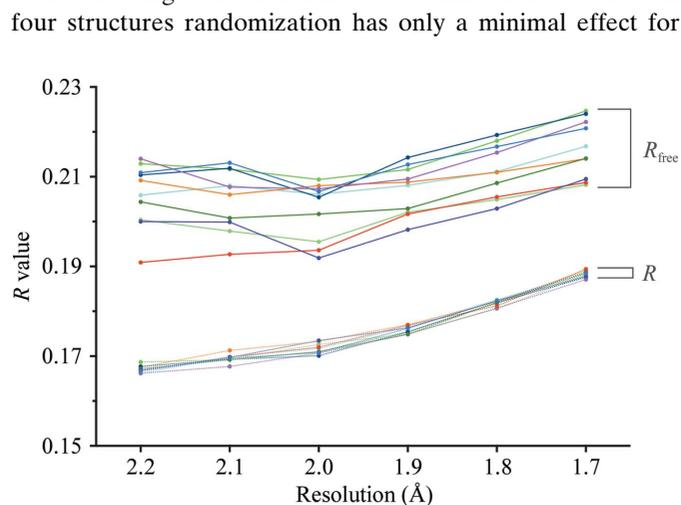 four structures randomization has only a minimal effect for
0.23
0.21
0.19
0.17
0.15
R value
R_free
R
2.2 2.1 2.0 1.9 1.8 1.7
Resolution (Å)